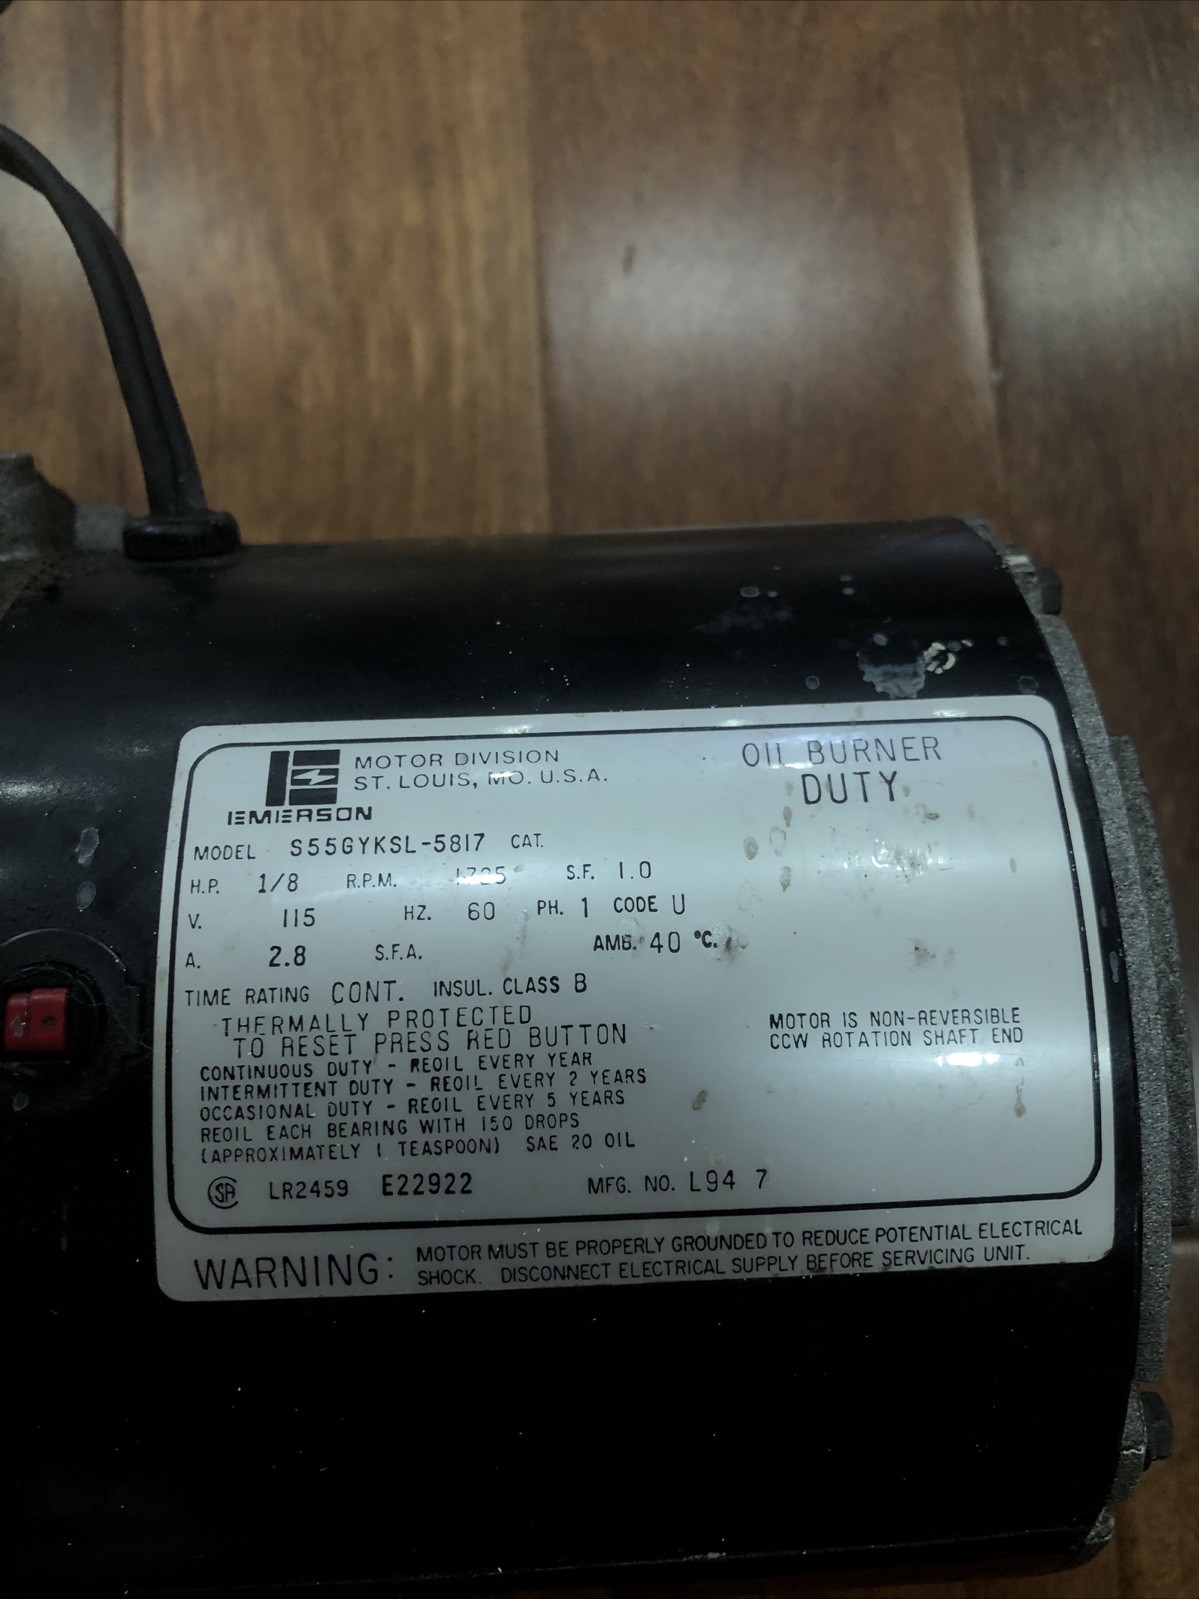 MOTOR DIVISION
ST. LOUIS, MO. U.S.A.
EMERSON
OIL BURNER
DUTY
MODEL S55GYKSL-5817 CAT.
H.P. 1/8 R.P.M. 1725 S.F. 1.0
V. 115 HZ. 60 PH. 1 CODE U
A. 2.8 S.F.A. AMB. 40 °C.
TIME RATING CONT. INSUL. CLASS B
THERMALLY PROTECTED
TO RESET PRESS RED BUTTON
CONTINUOUS DUTY - REOIL EVERY YEAR
INTERMITTENT DUTY - REOIL EVERY 2 YEARS
OCCASIONAL DUTY - REOIL EVERY 5 YEARS
REOIL EACH BEARING WITH 150 DROPS
(APPROXIMATELY 1 TEASPOON) SAE 20 OIL
MOTOR IS NON-REVERSIBLE
CCW ROTATION SHAFT END
SA LR2459 E22922 MFG. NO. L94 7
WARNING: MOTOR MUST BE PROPERLY GROUNDED TO REDUCE POTENTIAL ELECTRICAL
SHOCK. DISCONNECT ELECTRICAL SUPPLY BEFORE SERVICING UNIT.